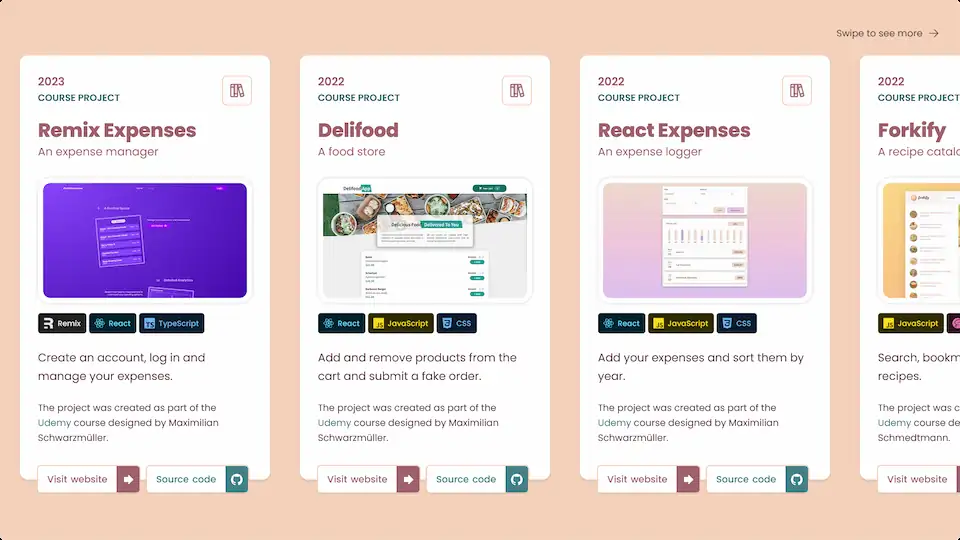 Swipe to see more
2023
COURSE PROJECT
Remix Expenses
An expense manager
Remix
React
TS TypeScript
Create an account, log in and
manage your expenses.
The project was created as part of the
Udemy course designed by Maximilian
Schwarzmüller.
Visit website
Source code
2022
COURSE PROJECT
Delifood
A food store
Delifood App
Delicious Food Delivered To You
React
JS JavaScript
CSS
Add and remove products from the
cart and submit a fake order.
The project was created as part of the
Udemy course designed by Maximilian
Schwarzmüller.
Visit website
Source code
2022
COURSE PROJECT
React Expenses
An expense logger
React
JS JavaScript
CSS
Add your expenses and sort them by
year.
The project was created as part of the
Udemy course designed by Maximilian
Schwarzmüller.
Visit website
Source code
2022
COURSE PROJECT
Forkify
A recipe catalo
forkify
JS JavaScript
Search, bookm
recipes.
The project was c
Udemy course de
Schmedtmann.
Visit website